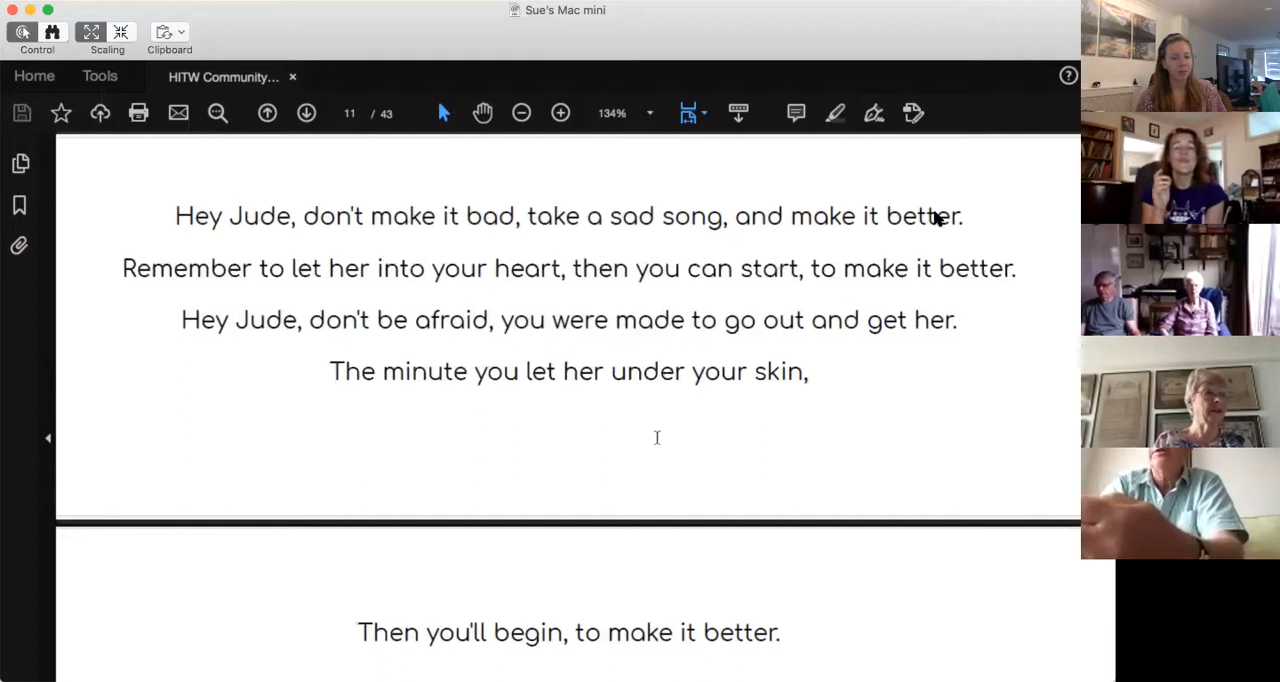 Sue's Mac mini
Control
Scaling
Clipboard
Home Tools HITW Community... ×
11 / 43 134%
Hey Jude, don't make it bad, take a sad song, and make it better.
Remember to let her into your heart, then you can start, to make it better.
Hey Jude, don't be afraid, you were made to go out and get her.
The minute you let her under your skin,
Then you'll begin, to make it better.